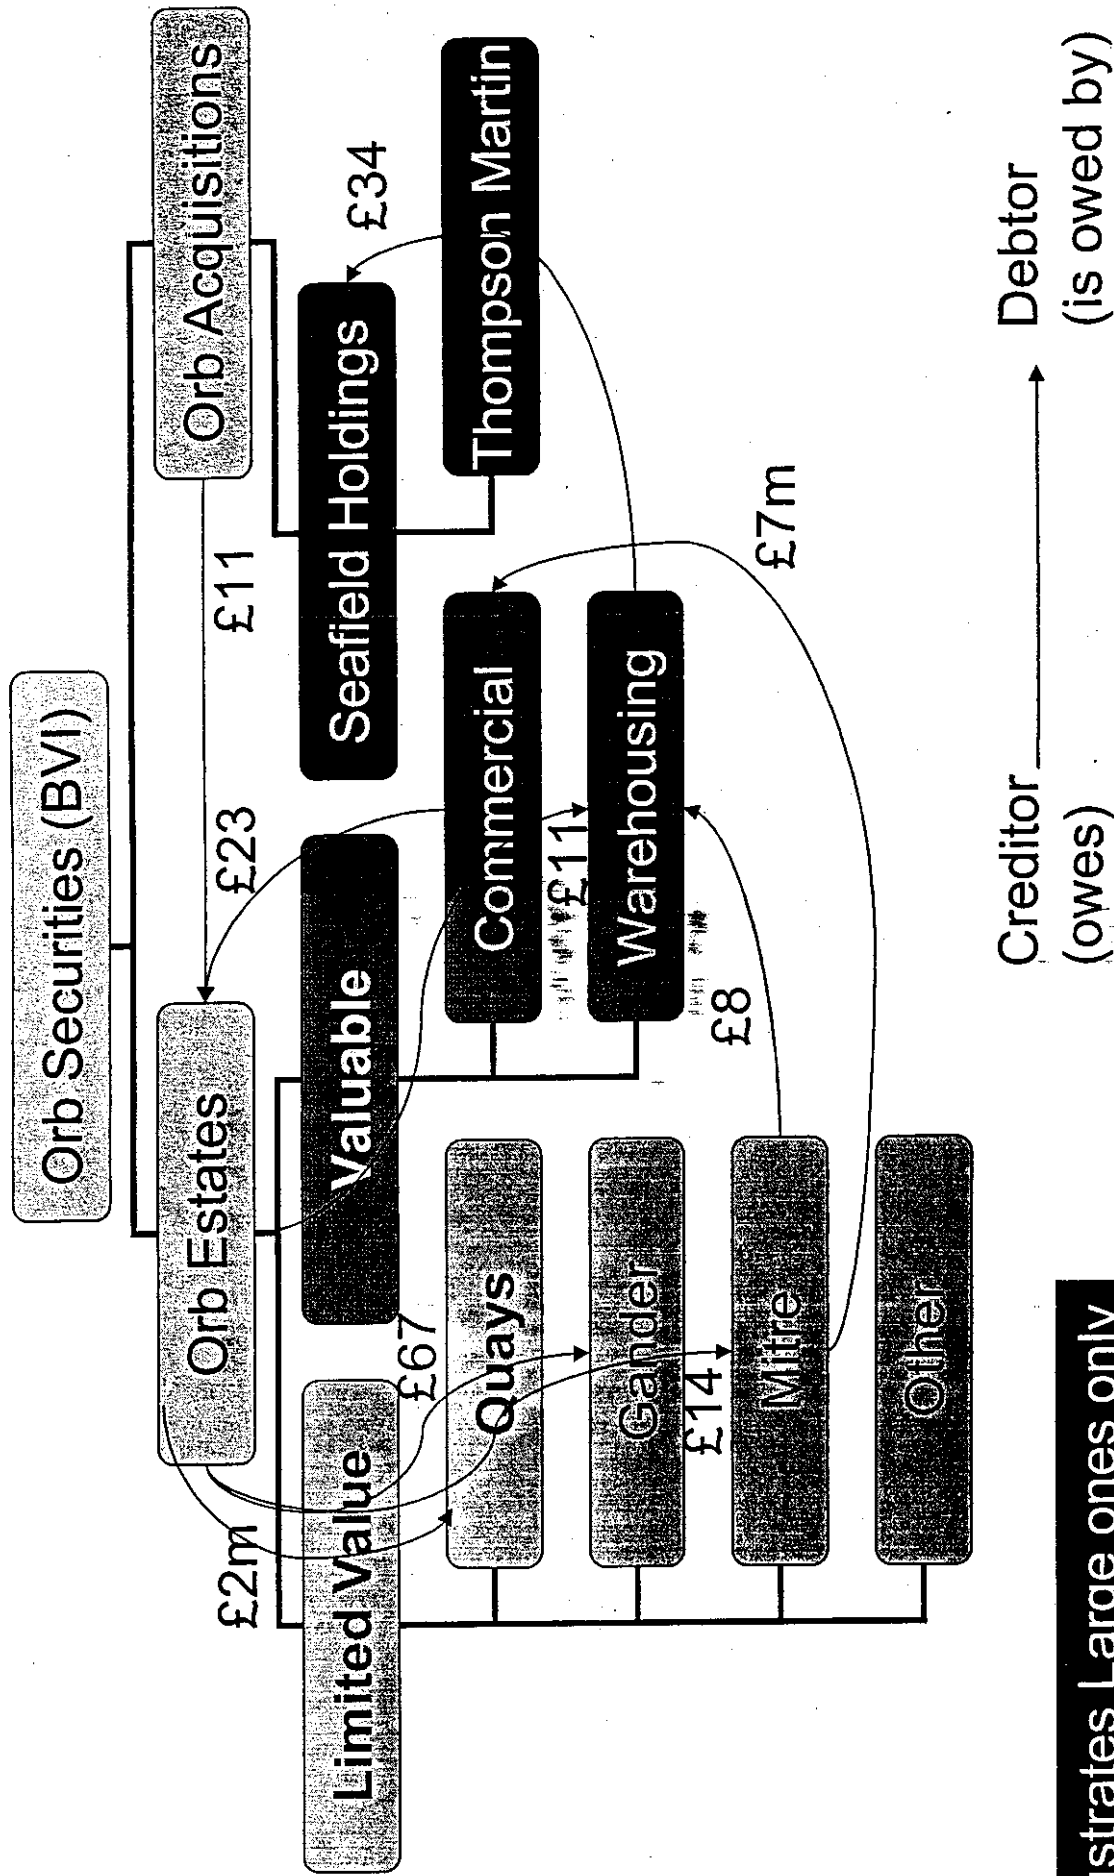 Orb Securities (BVI)
Orb Estates
Orb Acquisitions
£11
£23
£2m
Limited Value
Valuable
Seafield Holdings
£67
£34
Quays
Commercial
Thompson Martin
£11
Gander
Warehousing
£14
£8
£7m
Mitre
Other
Creditor
(owes)
Debtor
(is owed by)
strates Large ones only